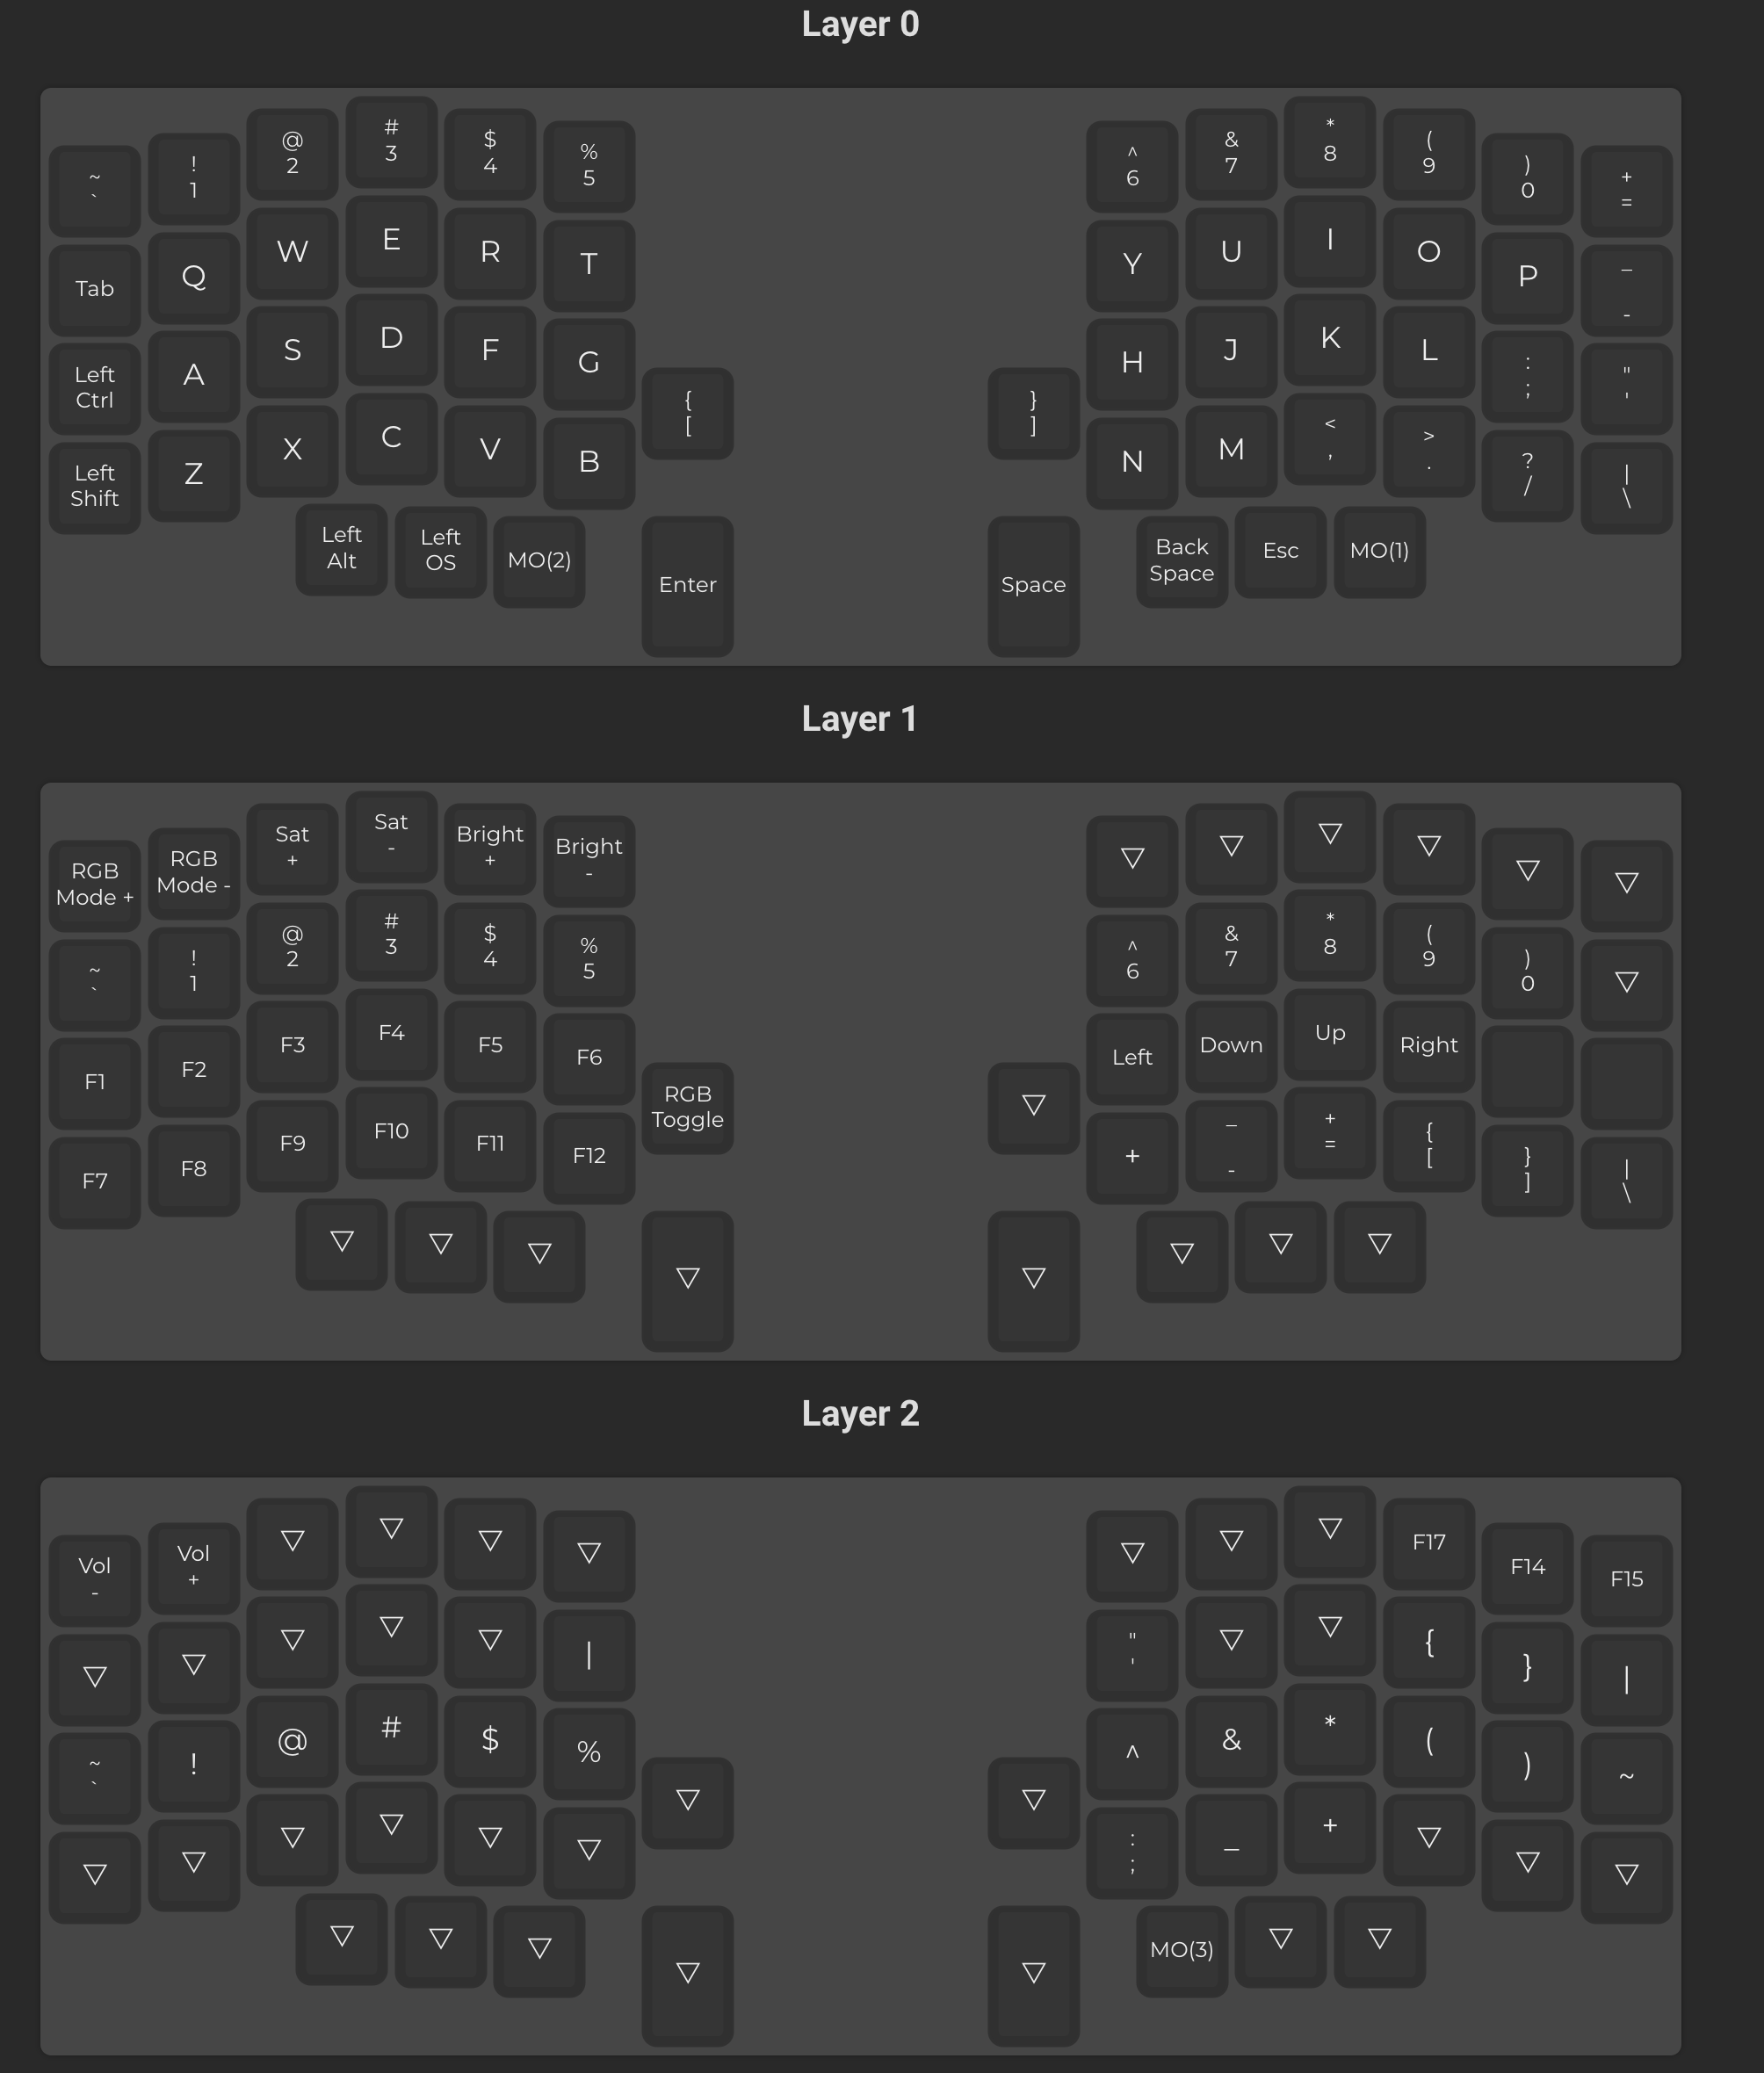 Layer 0
~ ! @ # $ % ^ & * ( ) +
` 1 2 3 4 5 6 7 8 9 0 =
Tab Q W E R T Y U I O P _
-
Left Ctrl A S D F G { } H J K L : "
[ ] ; '
Left Shift Z X C V B N M < > ? |
, . / \
Left Alt Left OS MO(2) Enter Space Back Space Esc MO(1)
Layer 1
RGB Mode + RGB Mode - Sat + Sat - Bright + Bright - ▽ ▽ ▽ ▽ ▽ ▽
~ ! @ # $ % ^ & * ( ) ▽
` 1 2 3 4 5 6 7 8 9 0
F1 F2 F3 F4 F5 F6 RGB Toggle ▽ Left Down Up Right
F7 F8 F9 F10 F11 F12 + _ + { } |
- = [ ] \
▽ ▽ ▽ ▽ ▽ ▽ ▽ ▽
Layer 2
Vol - Vol + ▽ ▽ ▽ ▽ ▽ ▽ ▽ F17 F14 F15
▽ ▽ ▽ ▽ ▽ | " ▽ ▽ { } |
'
~ ! @ # $ % ▽ ▽ ^ & * ( ) ~
`
▽ ▽ ▽ ▽ ▽ ▽ : _ + ▽ ▽ ▽
;
▽ ▽ ▽ ▽ ▽ MO(3) ▽ ▽